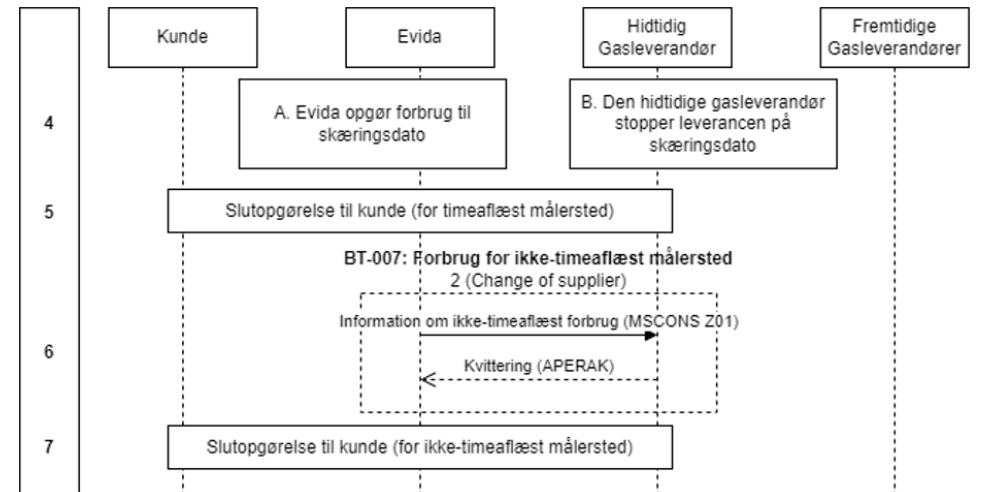 Kunde
Evida
Hidtidig
Gasleverandør
Fremtidige
Gasleverandører
4
A. Evida opgør forbrug til
skæringsdato
B. Den hidtidige gasleverandør
stopper leverancen på
skæringsdato
5
Slutopgørelse til kunde (for timeaflæst målersted)
BT-007: Forbrug for ikke-timeaflæst målersted
2 (Change of supplier)
Information om ikke-timeaflæst forbrug (MSCONS Z01)
6
Kvittering (APERAK)
7
Slutopgørelse til kunde (for ikke-timeaflæst målersted)